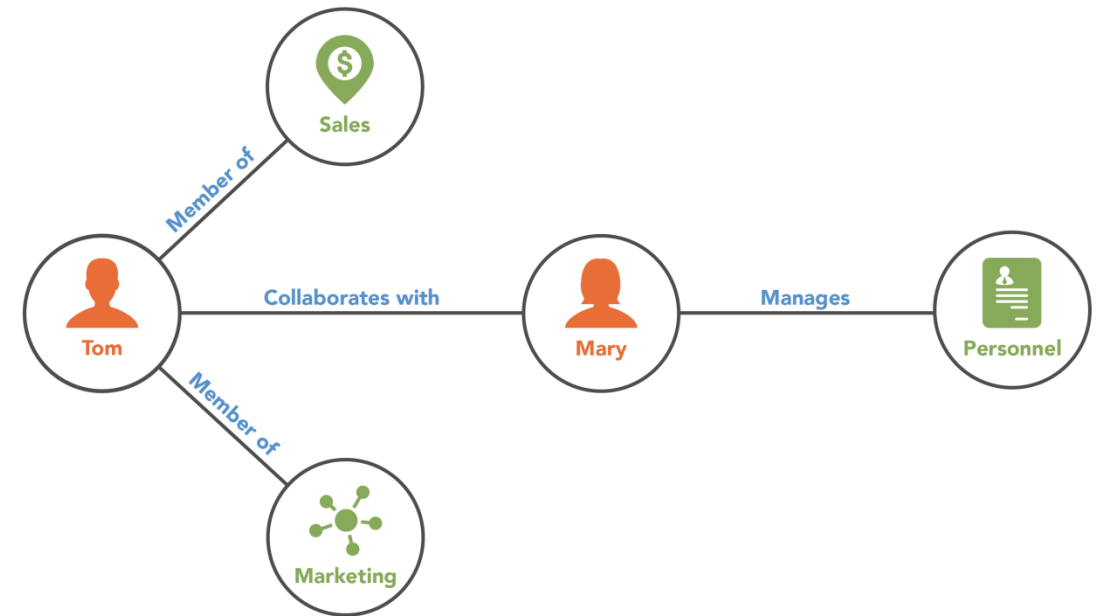 $
Sales
Member of
Collaborates with
Manages
Tom
Mary
Personnel
Member of
Marketing